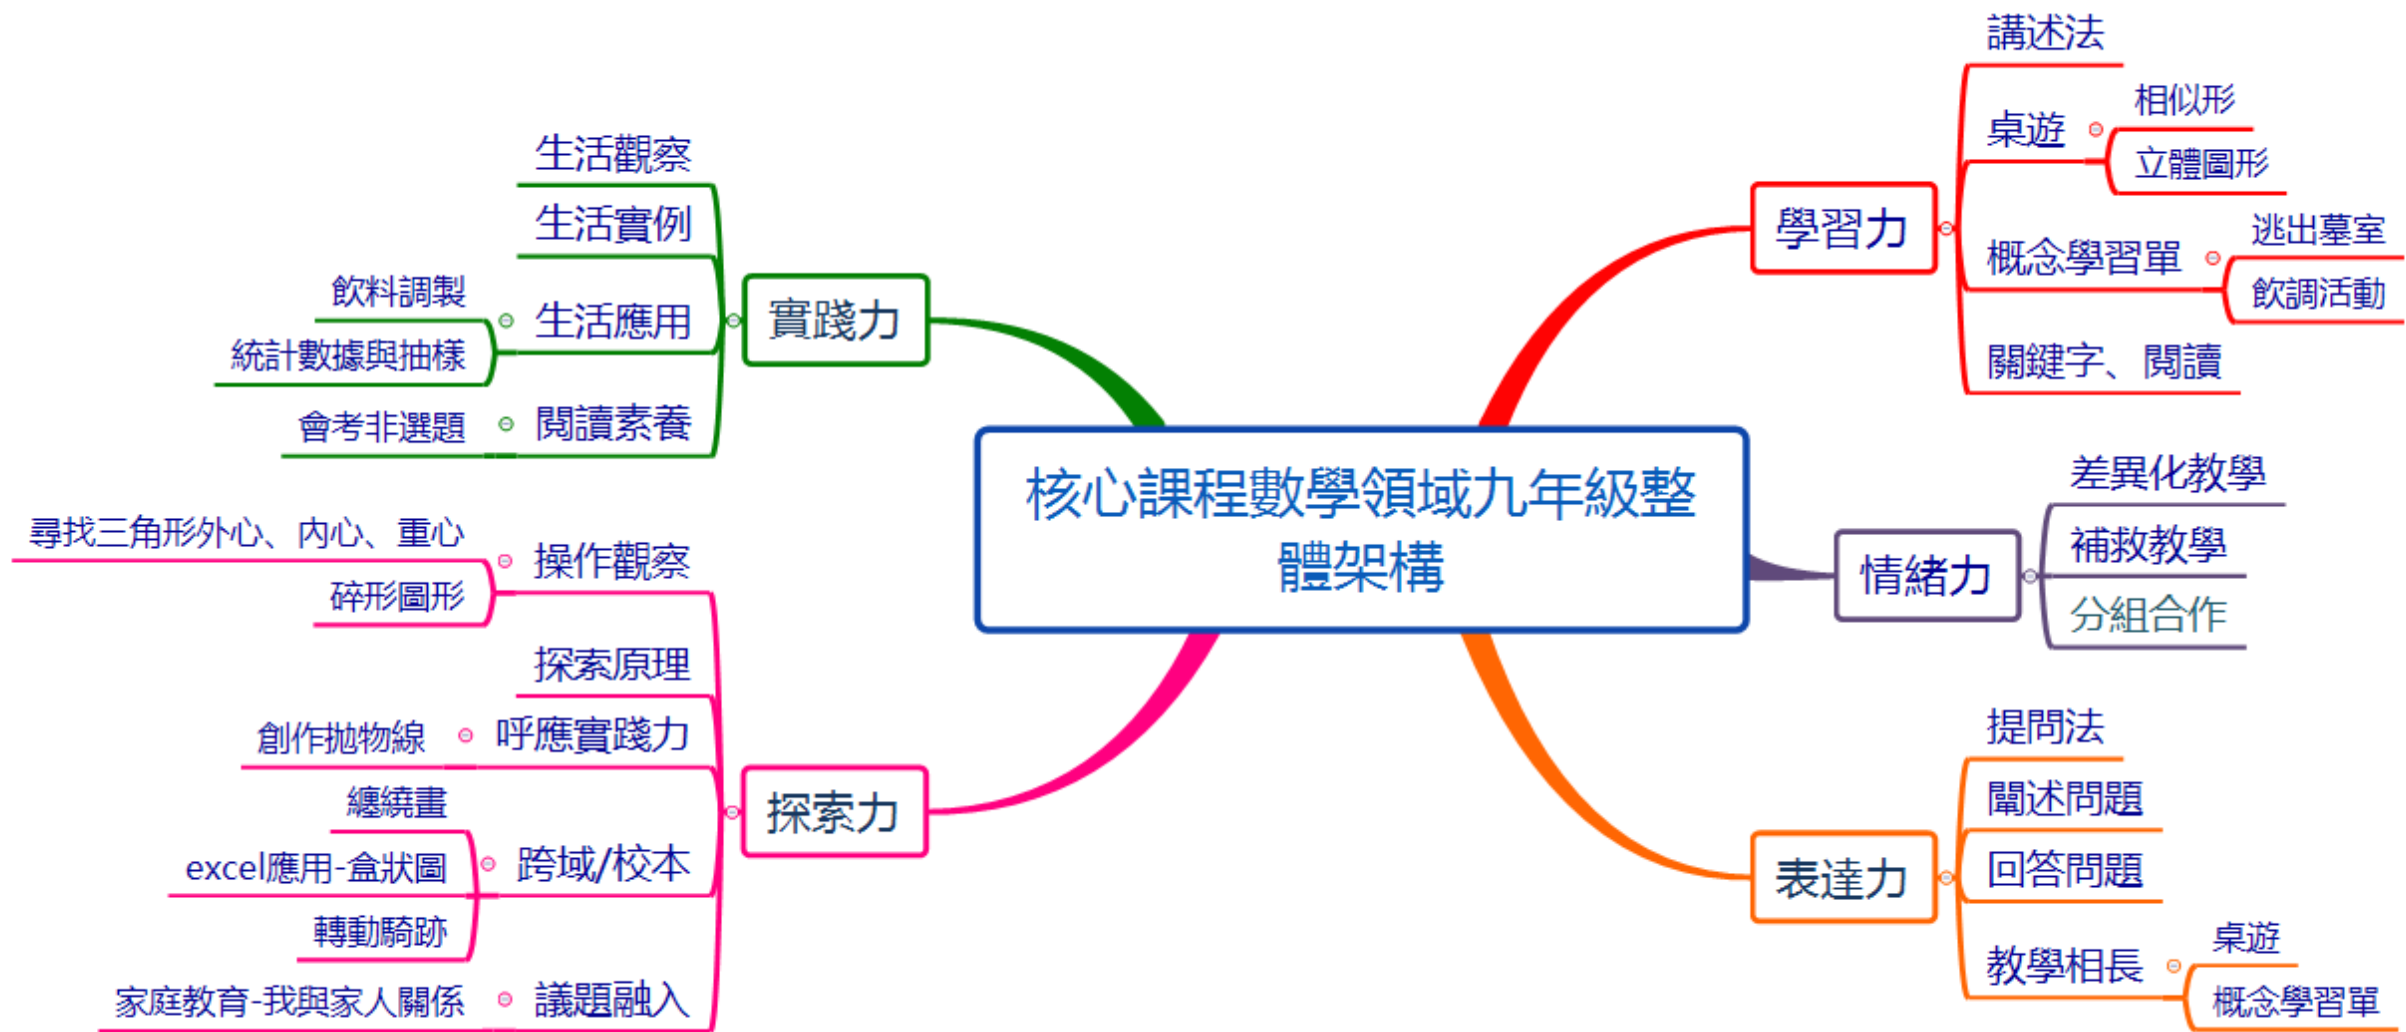 核心課程數學領域九年級整
體架構
學習力
講述法
桌遊
相似形
立體圖形
概念學習單
逃出墓室
飲調活動
關鍵字、閱讀
情緒力
差異化教學
補救教學
分組合作
表達力
提問法
闡述問題
回答問題
教學相長
桌遊
概念學習單
實踐力
生活觀察
生活實例
生活應用
飲料調製
統計數據與抽樣
閱讀素養
會考非選題
探索力
操作觀察
尋找三角形外心、內心、重心
碎形圖形
探索原理
呼應實踐力
創作拋物線
跨域/校本
纏繞畫
excel應用-盒狀圖
轉動騎跡
議題融入
家庭教育-我與家人關係